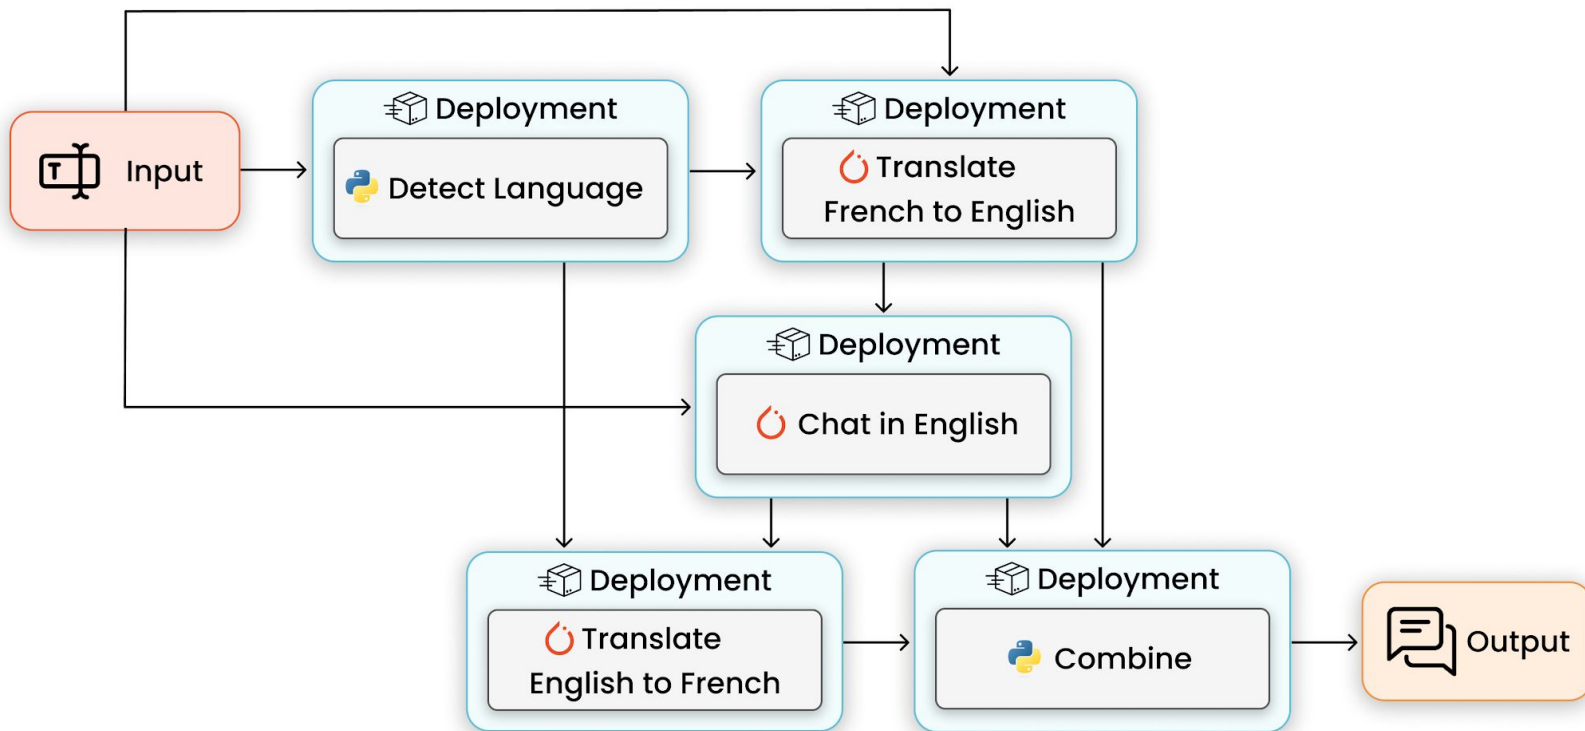 Deployment
Deployment
T
Input
Detect Language
Translate
French to English
Deployment
Chat in English
Deployment
Deployment
Translate
English to French
Combine
Output